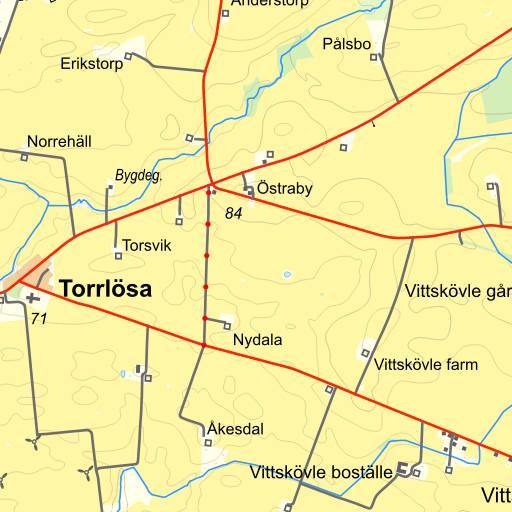 Anderstorp
Pålsbo
Erikstorp
Norrehäll
Bygdeg.
Östraby
84
Torsvik
Torrlösa
71
Vittskövle går
Nydala
Vittskövle farm
Åkesdal
Vittskövle boställe
Vitt